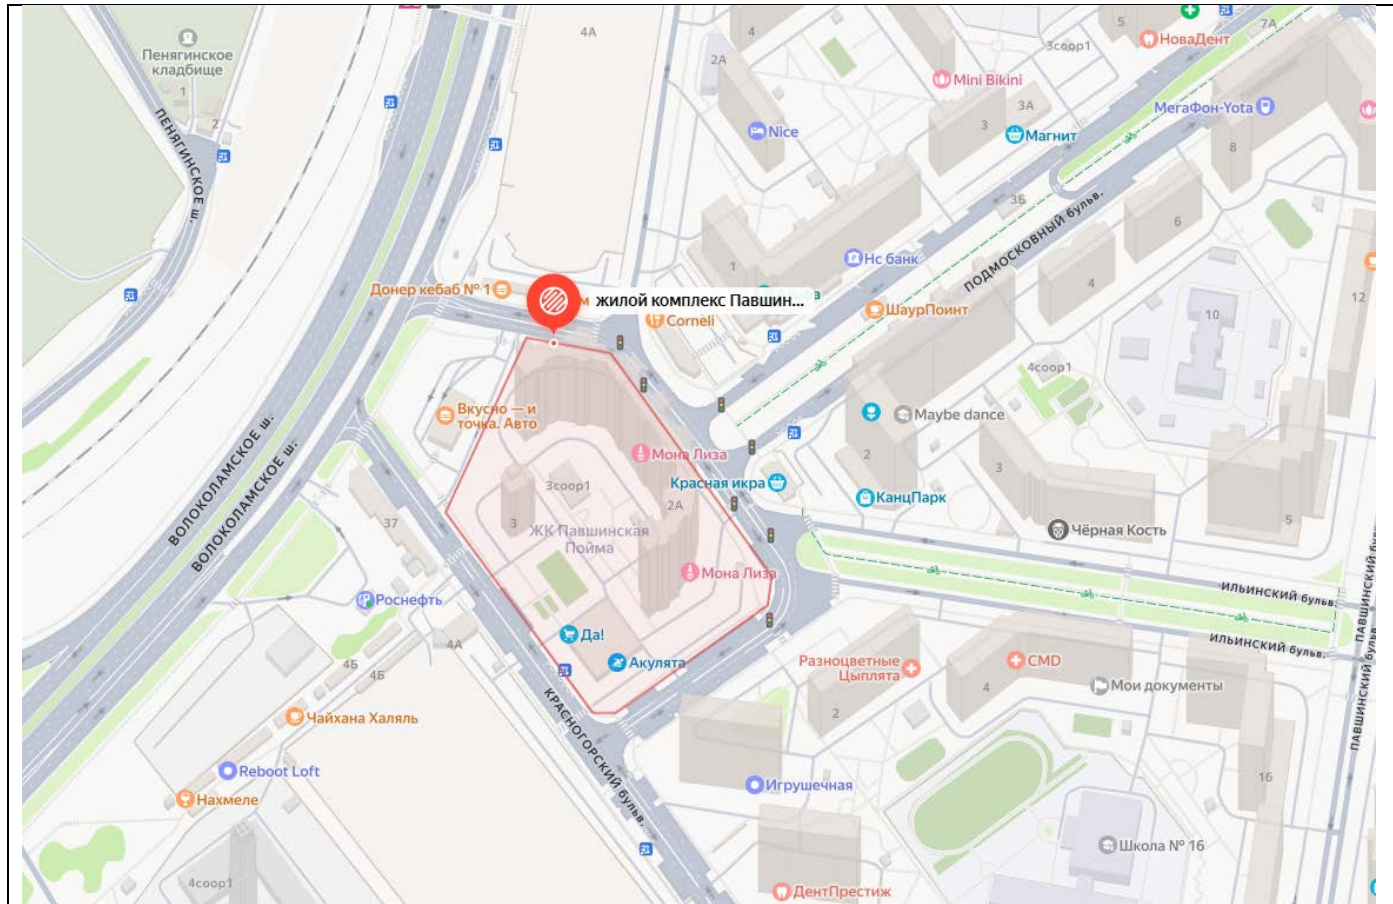 4А
4
5
7А
НоваДент
3соор1
2А
Пенягинское
кладбище
1
2
Mini Bikini
3А
3
МегаФон-Yota
Nice
Магнит
8
ПЕНЯГИНСКОЕ ш.
3Б
6
ПОДМОСКОВНЫЙ бульв.
Нс банк
1
4
Донер кебаб № 1
жилой комплекс Павшин...
12
Corneli
ШаурПоинт
10
4соор1
Вкусно — и
точка. Авто
Maybe dance
ВОЛОКОЛАМСКОЕ ш.
ВОЛОКОЛАМСКОЕ ш.
Мона Лиза
2
3
Красная икра
3соор1
КанцПарк
2А
3
37
ЖК Павшинская
Пойма
Чёрная Кость
5
Мона Лиза
ИЛЬИНСКИЙ бульв.
ПАВШИНСКИЙ бульв.
Роснефть
Да!
ИЛЬИНСКИЙ бульв.
4А
Акулята
Разноцветные
Цыплята
CMD
4Б
4Б
4
Мои документы
2
ПАВШИНСКИЙ бульв.
КРАСНОГОРСКИЙ бульв.
Чайхана Халяль
Reboot Loft
16
Игрушечная
Нахмеле
Школа № 16
4соор1
ДентПрестиж